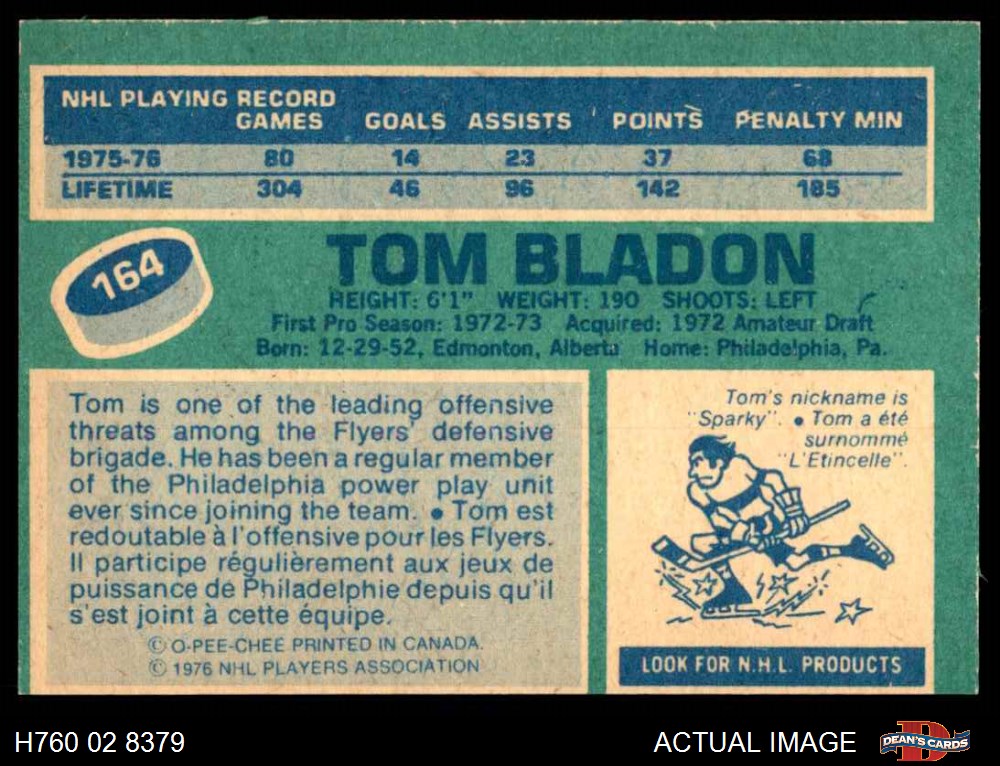 NHL PLAYING RECORD
GAMES GOALS ASSISTS POINTS PENALTY MIN
1975-76 80 14 23 37 68
LIFETIME 304 46 96 142 185
164
TOM BLADON
HEIGHT: 6'1" WEIGHT: 190 SHOOTS: LEFT
First Pro Season: 1972-73 Acquired: 1972 Amateur Draft
Born: 12-29-52, Edmonton, Alberta Home: Philadelphia, Pa.
Tom is one of the leading offensive
threats among the Flyers' defensive
brigade. He has been a regular member
of the Philadelphia power play unit
ever since joining the team. ● Tom est
redoutable à l'offensive pour les Flyers.
Il participe régulièrement aux jeux de
puissance de Philadelphie depuis qu'il
s'est joint à cette équipe.
© O-PEE-CHEE PRINTED IN CANADA.
© 1976 NHL PLAYERS ASSOCIATION
Tom's nickname is
"Sparky". ● Tom a été
surnommé
"L'Etincelle".
LOOK FOR N.H.L. PRODUCTS
H760 02 8379
ACTUAL IMAGE
DEAN'S CARDS